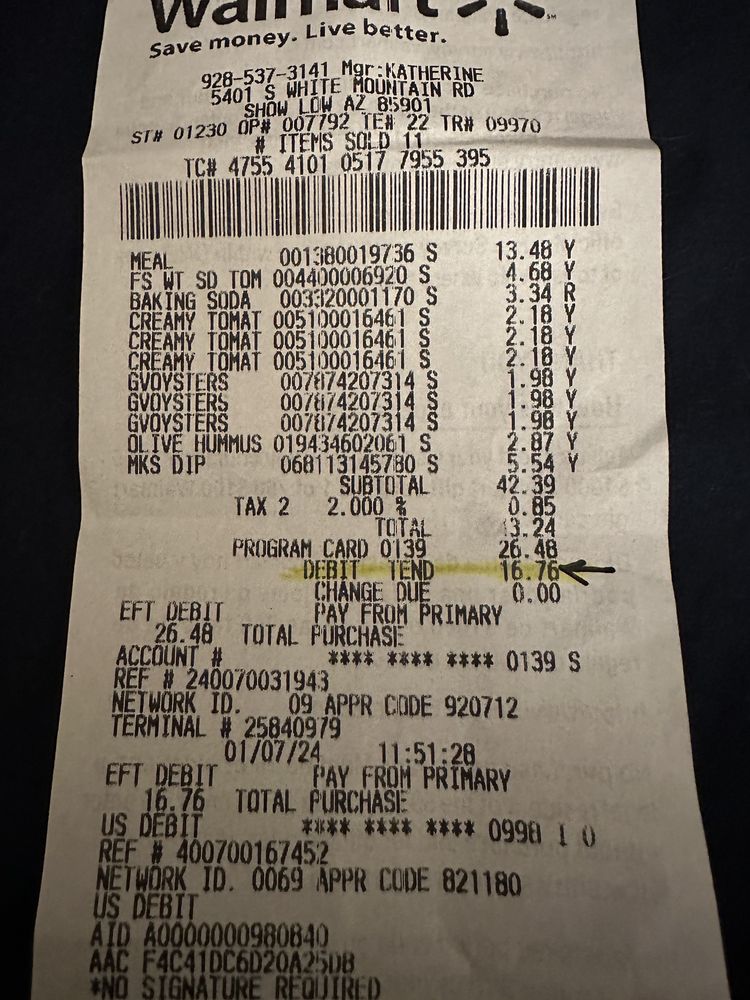 Walmart
Save money. Live better.
928-537-3141 Mgr:KATHERINE
5401 S WHITE MOUNTAIN RD
SHOW LOW AZ 85901
ST# 01230 OP# 007792 TE# 22 TR# 09970
# ITEMS SOLD 11
TC# 4755 4101 0517 7955 395
MEAL 001380019736 S 13.48 Y
FS WT SD TOM 004400006920 S 4.68 Y
BAKING SODA 003320001170 S 3.34 R
CREAMY TOMAT 005100016461 S 2.18 Y
CREAMY TOMAT 005100016461 S 2.18 Y
CREAMY TOMAT 005100016461 S 2.18 Y
GVOYSTERS 007874207314 S 1.98 Y
GVOYSTERS 007874207314 S 1.98 Y
GVOYSTERS 007874207314 S 1.98 Y
OLIVE HUMMUS 019434602061 S 2.87 Y
MKS DIP 068113145780 S 5.54 Y
SUBTOTAL 42.39
TAX 2 2.000 % 0.85
TOTAL 3.24
PROGRAM CARD 0139 26.48
DEBIT TEND 16.76
CHANGE DUE 0.00
EFT DEBIT PAY FROM PRIMARY
26.48 TOTAL PURCHASE
ACCOUNT # **** **** **** 0139 S
REF # 240070031943
NETWORK ID. 09 APPR CODE 920712
TERMINAL # 25840979
01/07/24 11:51:28
EFT DEBIT PAY FROM PRIMARY
16.76 TOTAL PURCHASE
US DEBIT **** **** **** 0998 I 0
REF # 400700167452
NETWORK ID. 0069 APPR CODE 821180
US DEBIT
AID A0000000980840
AAC F4C41DC6D20A25DB
*NO SIGNATURE REQUIRED